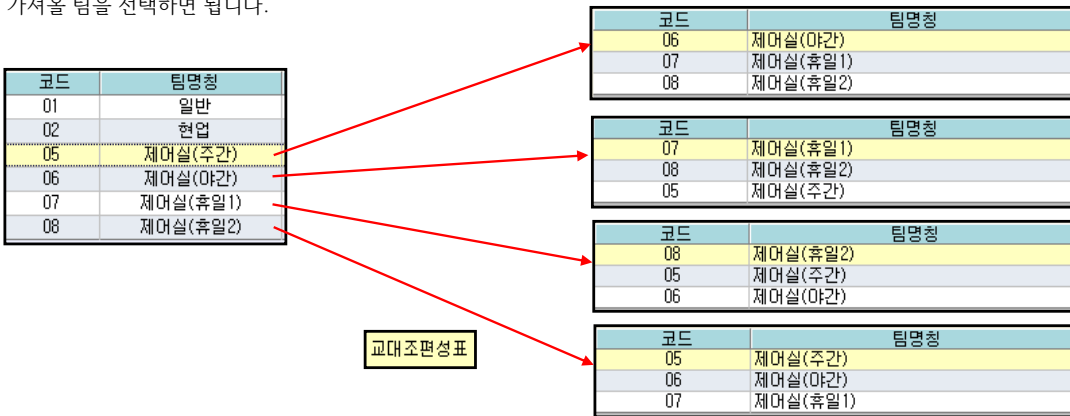 가져올 팀을 선택하면 됩니다.
코드 팀명칭
01 일반
02 현업
05 제어실(주간)
06 제어실(야간)
07 제어실(휴일1)
08 제어실(휴일2)
코드 팀명칭
06 제어실(야간)
07 제어실(휴일1)
08 제어실(휴일2)
코드 팀명칭
07 제어실(휴일1)
08 제어실(휴일2)
05 제어실(주간)
코드 팀명칭
08 제어실(휴일2)
05 제어실(주간)
06 제어실(야간)
교대조편성표
코드 팀명칭
05 제어실(주간)
06 제어실(야간)
07 제어실(휴일1)